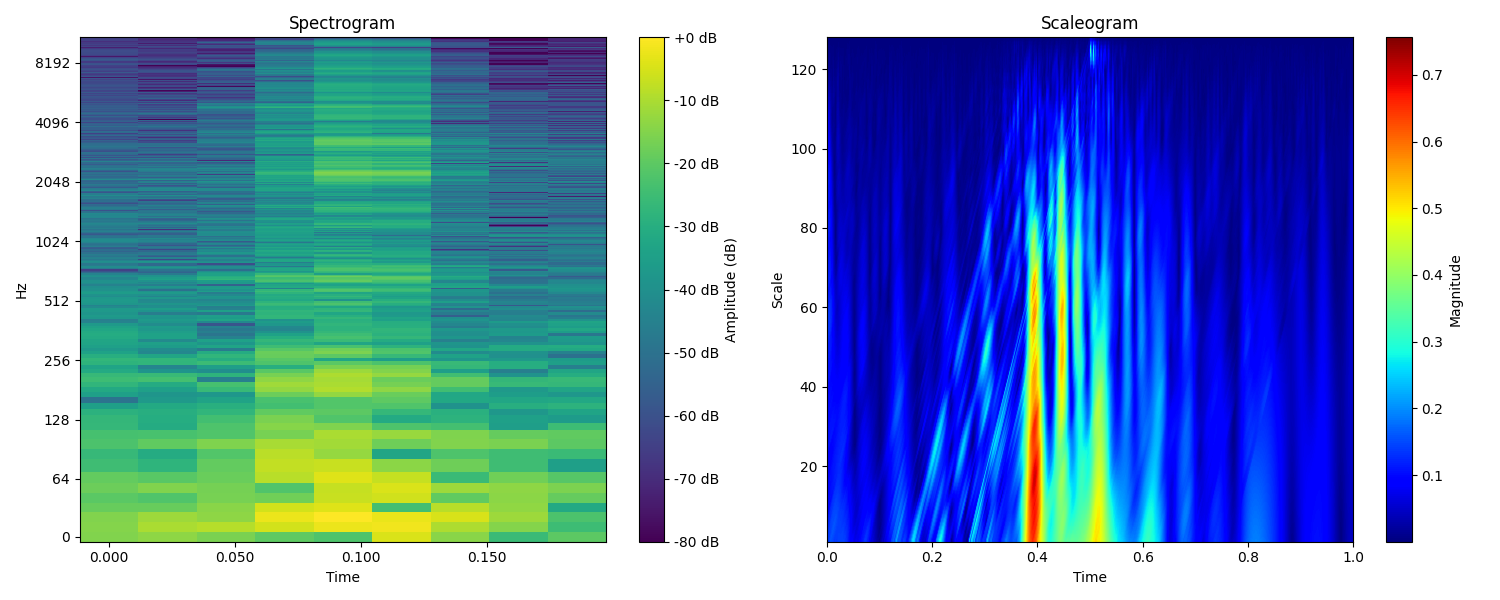 Spectrogram
Hz
8192
4096
2048
1024
512
256
128
64
0
0.000 0.050 0.100 0.150
Time
+0 dB
-10 dB
-20 dB
-30 dB
-40 dB
-50 dB
-60 dB
-70 dB
-80 dB
Amplitude (dB)
Scaleogram
Scale
120
100
80
60
40
20
0.0 0.2 0.4 0.6 0.8 1.0
Time
0.7
0.6
0.5
0.4
0.3
0.2
0.1
Magnitude